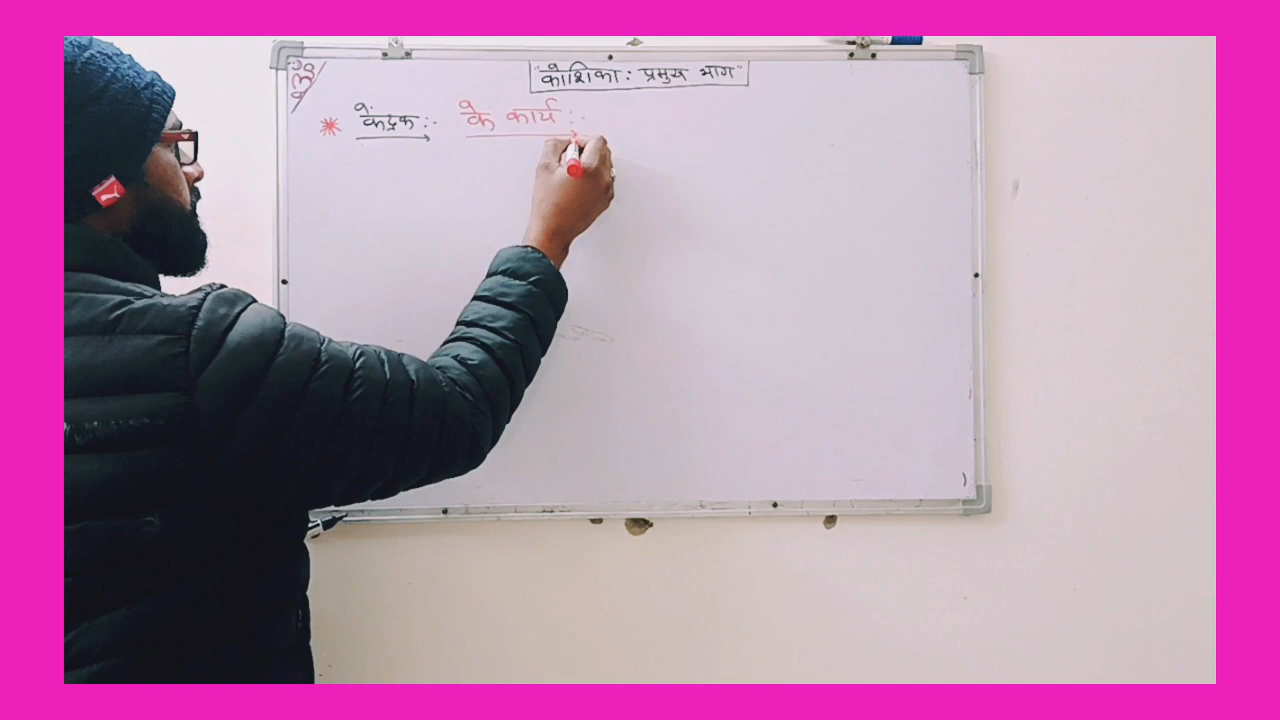 "कोशिका : प्रमुख भाग"
केंद्रक :- के कार्य :-